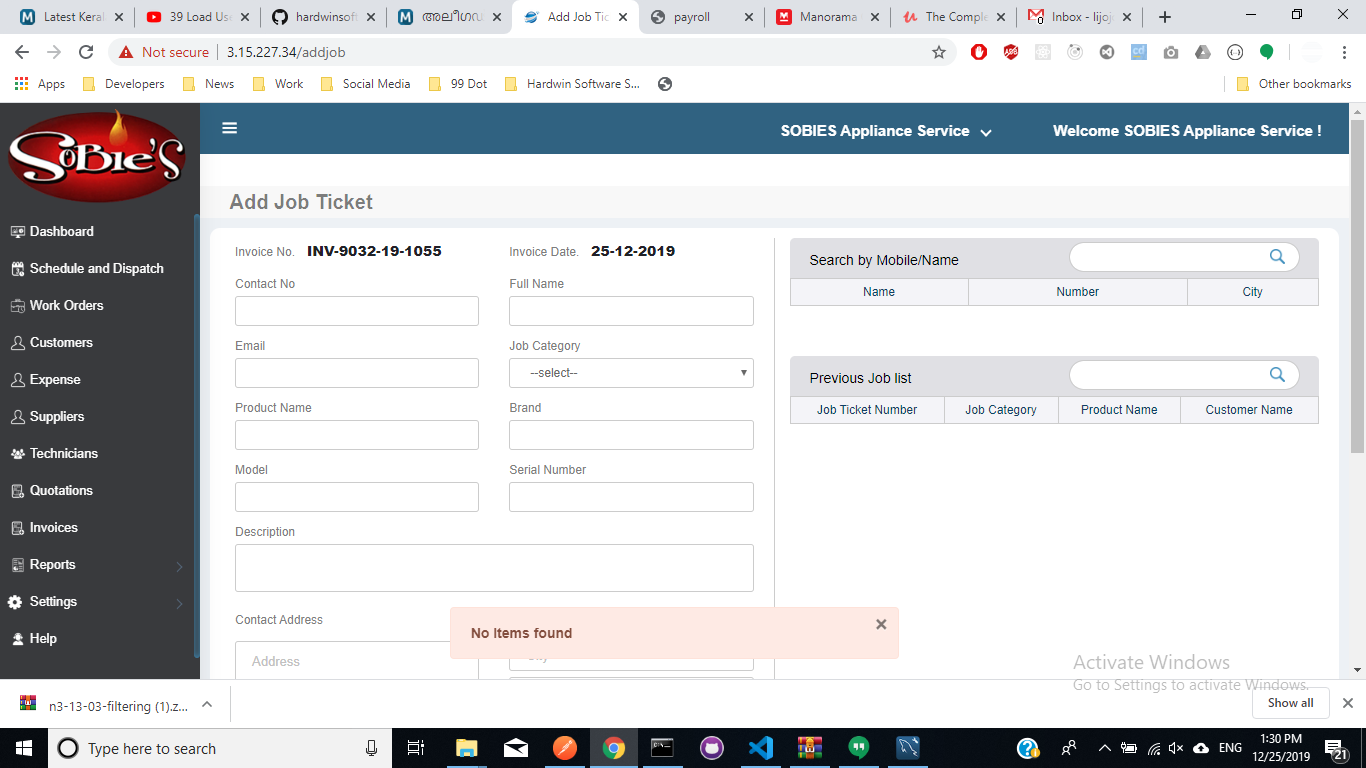 Latest Keral
39 Load Use
hardwinsoft
അലീഗഡ
Add Job Tic
payroll
Manorama
The Comple
Inbox - lijoju
Not secure 3.15.227.34/addjob
Apps Developers News Work Social Media 99 Dot Hardwin Software S... Other bookmarks
SOBIE'S
SOBIES Appliance Service Welcome SOBIES Appliance Service !
Add Job Ticket
Dashboard
Schedule and Dispatch
Work Orders
Customers
Expense
Suppliers
Technicians
Quotations
Invoices
Reports
Settings
Help
Invoice No. INV-9032-19-1055 Invoice Date. 25-12-2019
Contact No Full Name
Email Job Category
--select--
Product Name Brand
Model Serial Number
Description
Contact Address
Address
City
Search by Mobile/Name
Name Number City
Previous Job list
Job Ticket Number Job Category Product Name Customer Name
No Items found
Activate Windows
Go to Settings to activate Windows.
n3-13-03-filtering (1).z... Show all
Type here to search
ENG
1:30 PM
12/25/2019
21